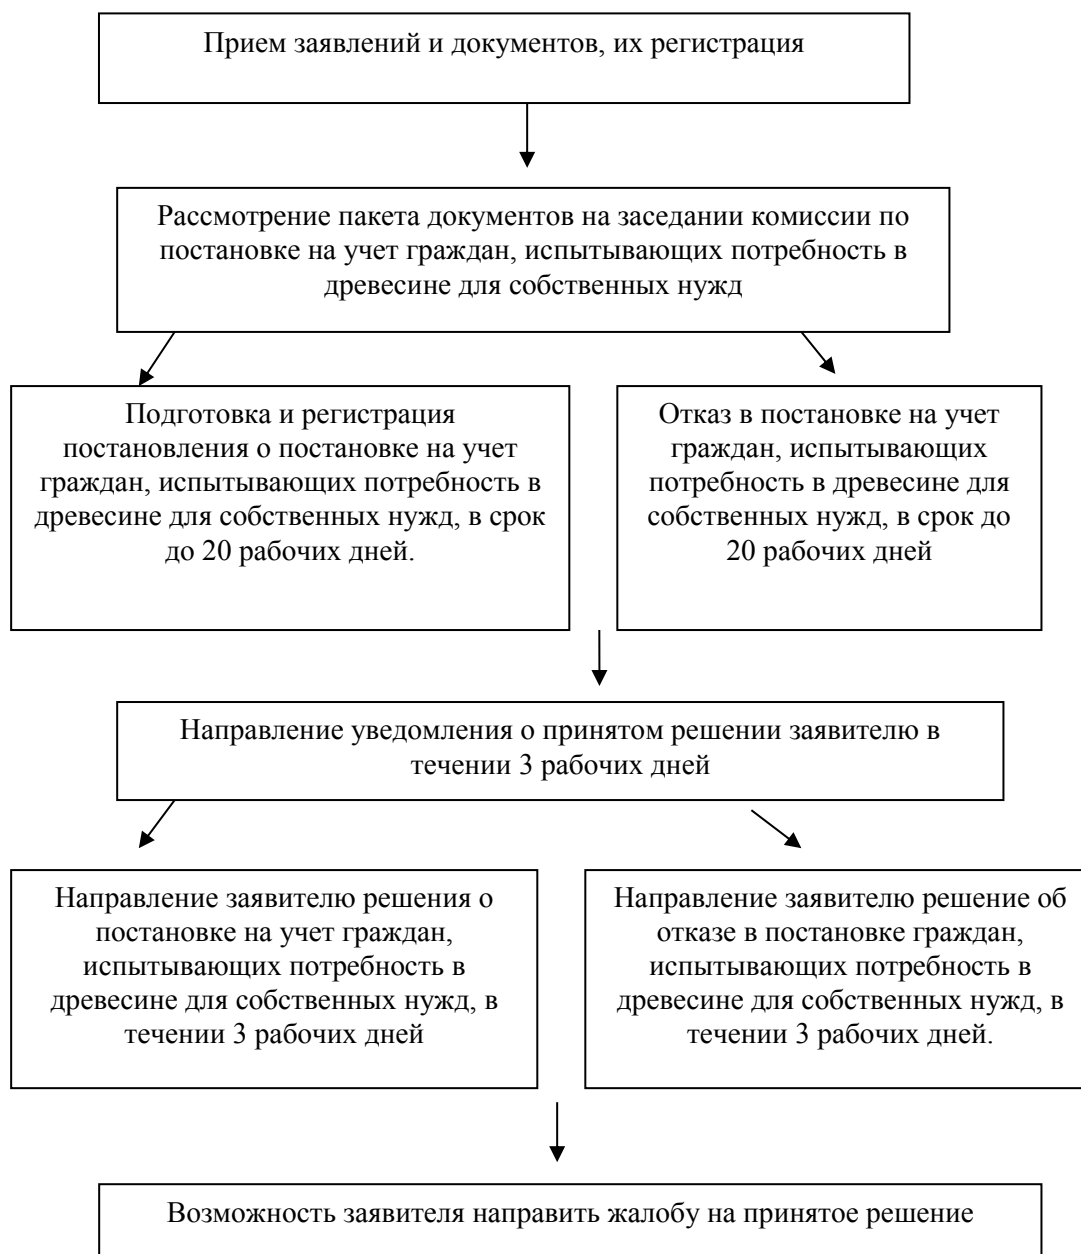 Прием заявлений и документов, их регистрация
Рассмотрение пакета документов на заседании комиссии по
постановке на учет граждан, испытывающих потребность в
древесине для собственных нужд
Подготовка и регистрация
постановления о постановке на учет
граждан, испытывающих потребность в
древесине для собственных нужд, в срок
до 20 рабочих дней.
Отказ в постановке на учет
граждан, испытывающих
потребность в древесине для
собственных нужд, в срок до
20 рабочих дней
Направление уведомления о принятом решении заявителю в
течении 3 рабочих дней
Направление заявителю решения о
постановке на учет граждан,
испытывающих потребность в
древесине для собственных нужд, в
течении 3 рабочих дней
Направление заявителю решение об
отказе в постановке граждан,
испытывающих потребность в
древесине для собственных нужд, в
течении 3 рабочих дней.
Возможность заявителя направить жалобу на принятое решение